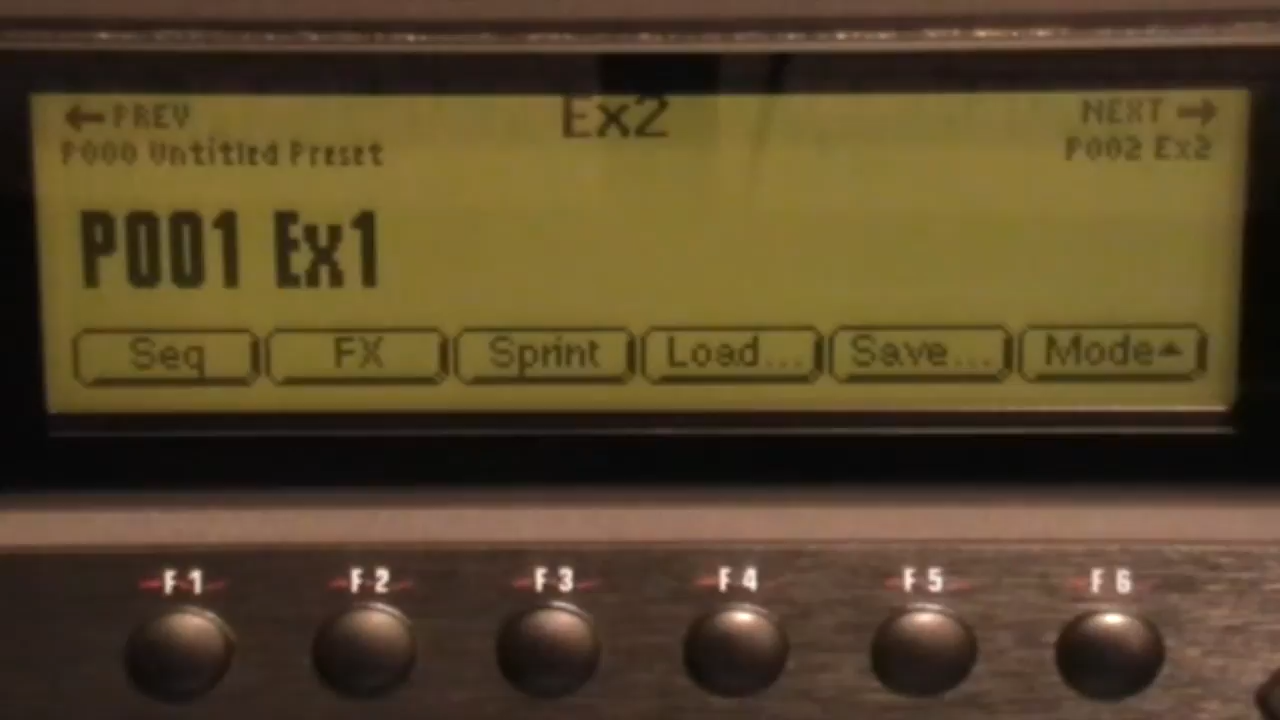 Ex2
←PREV
NEXT→
P000 Untitled Preset
P002 Ex2
P001 Ex1
Seq
FX
Sprint
Load...
Save...
Mode
F1
F2
F3
F4
F5
F6